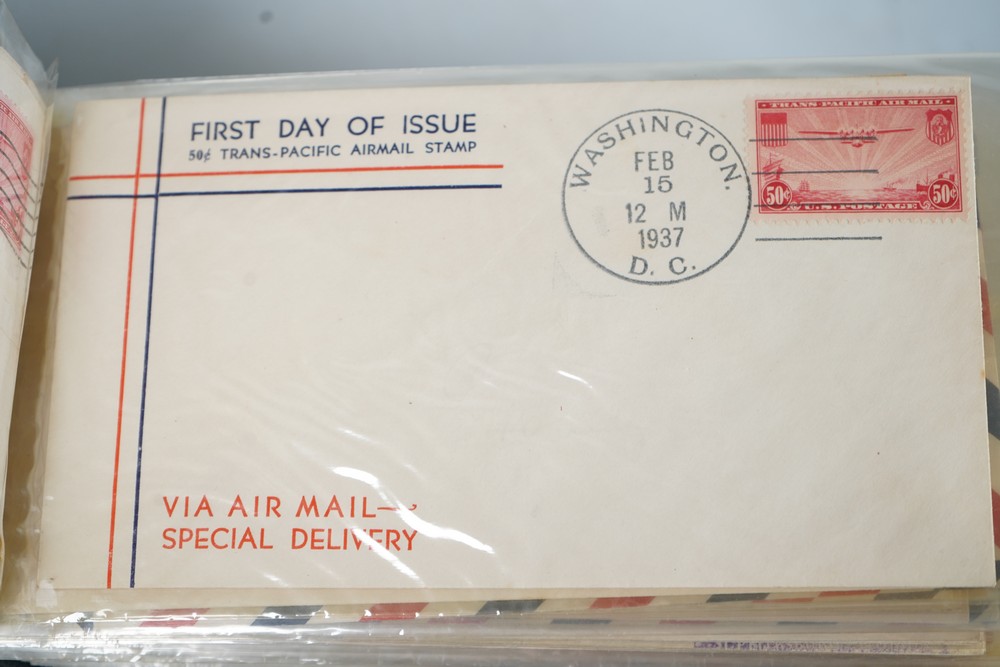 FIRST DAY OF ISSUE
50¢ TRANS-PACIFIC AIRMAIL STAMP
WASHINGTON.
FEB
15
12 M
1937
D. C.
TRANS-PACIFIC AIR MAIL
50¢
50¢
U.S. POSTAGE
VIA AIR MAIL—
SPECIAL DELIVERY